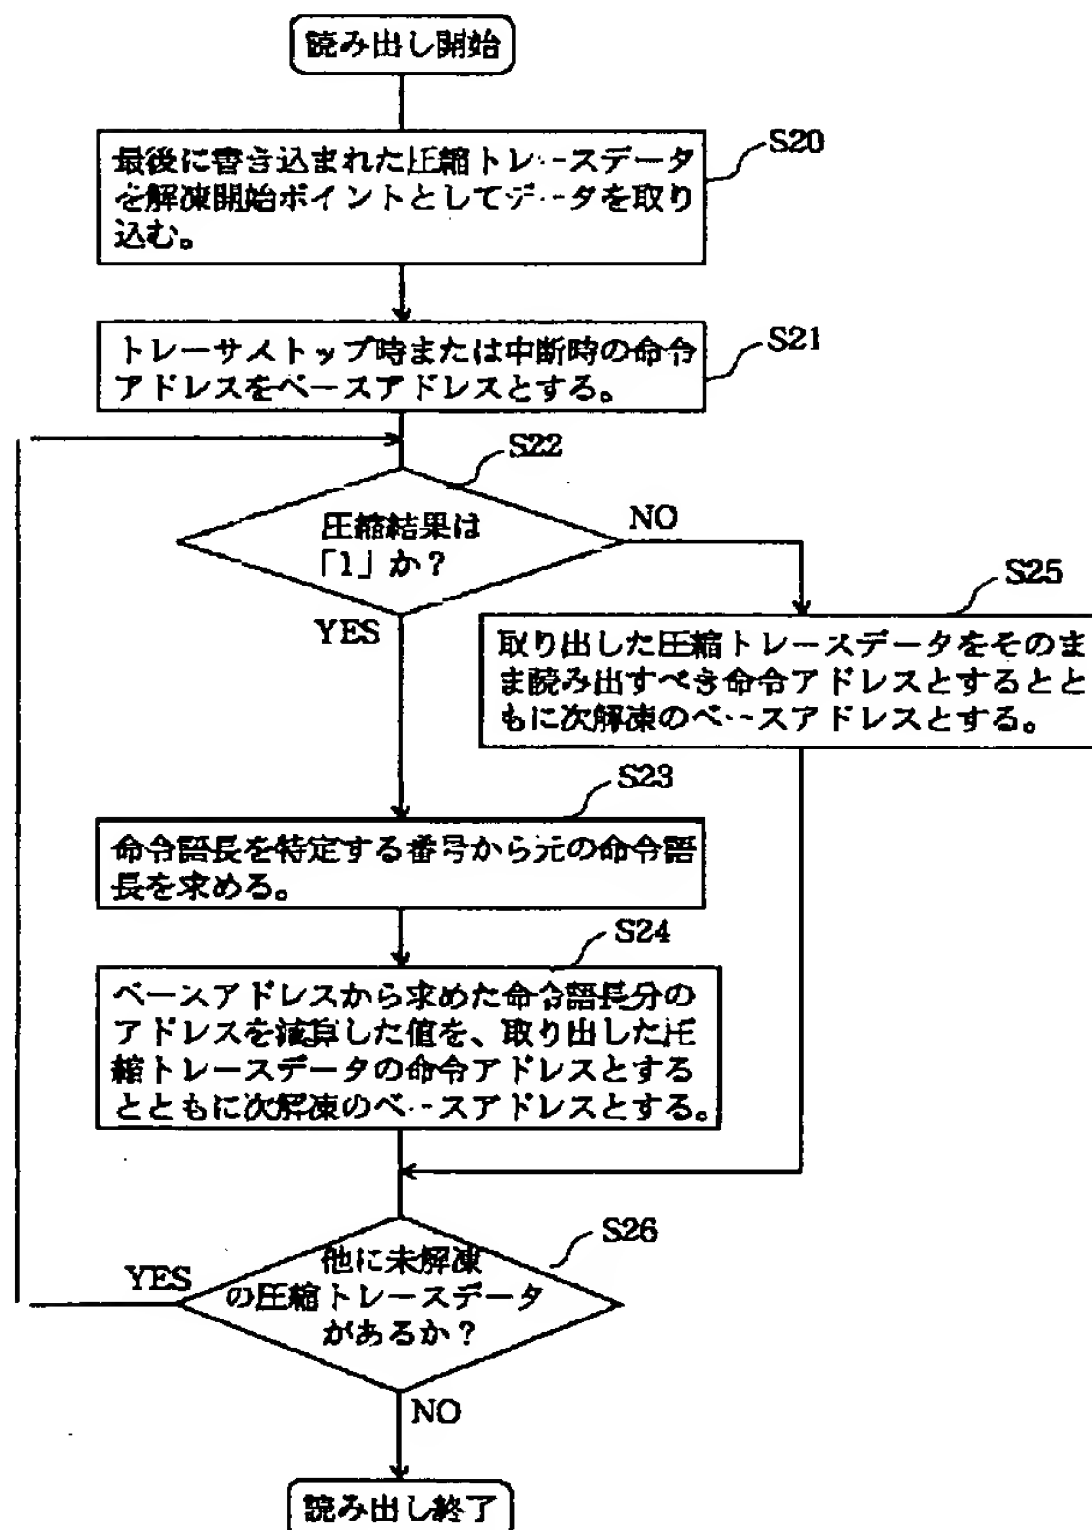 読み出し開始
S20
最後に書き込まれた圧縮トレースデータ
を解凍開始ポイントとしてデータを取り
込む。
S21
トレーサストップ時または中断時の命令
アドレスをベースアドレスとする。
S22
圧縮結果は
「1」か？
NO
YES
S25
取り出した圧縮トレースデータをそのま
ま読み出すべき命令アドレスとするとと
もに次解凍のベースアドレスとする。
S23
命令語長を特定する番号から元の命令語
長を求める。
S24
ベースアドレスから求めた命令語長分の
アドレスを減算した値を、取り出した圧
縮トレースデータの命令アドレスとする
とともに次解凍のベースアドレスとする。
S26
他に未解凍
の圧縮トレースデータ
があるか？
YES
NO
読み出し終了